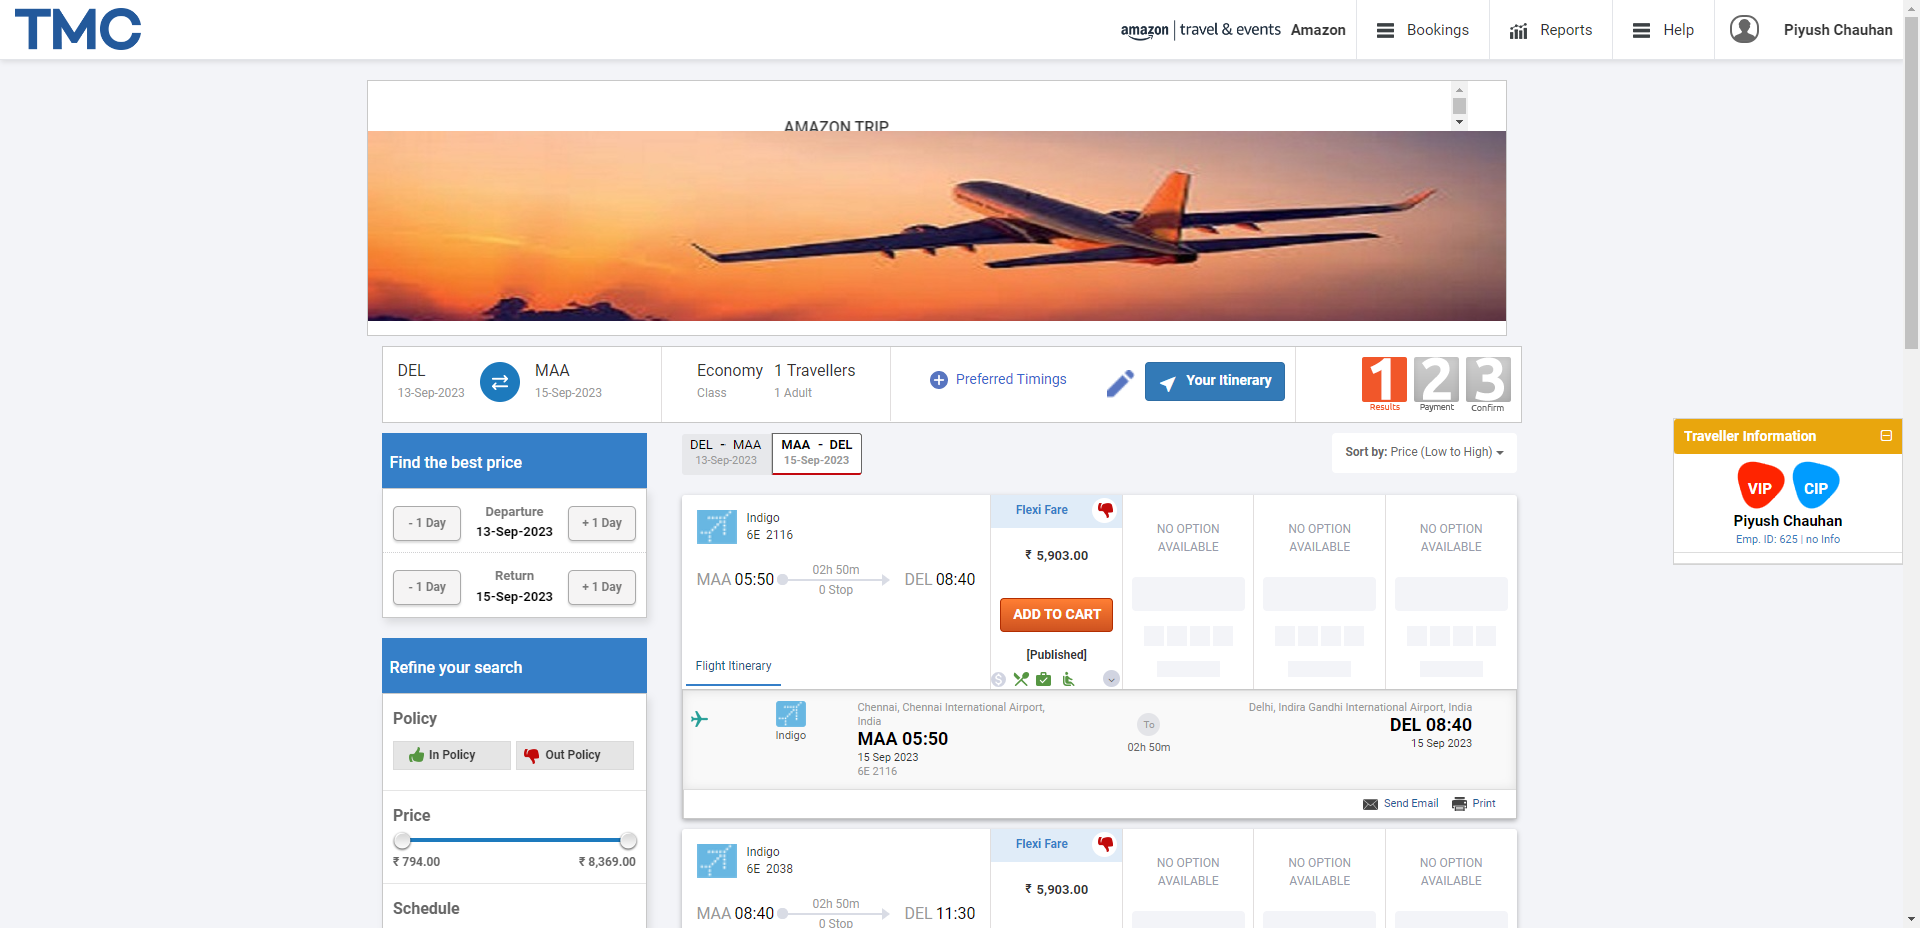 TMC
amazon travel & events Amazon
Bookings
Reports
Help
Piyush Chauhan
AMAZON TRIP
DEL
13-Sep-2023
MAA
15-Sep-2023
Economy
Class
1 Travellers
1 Adult
Preferred Timings
Your Itinerary
1 2 3
Results Payment Confirm
Find the best price
- 1 Day
Departure
13-Sep-2023
+ 1 Day
- 1 Day
Return
15-Sep-2023
+ 1 Day
Refine your search
Policy
In Policy
Out Policy
Price
₹ 794.00 ₹ 8,369.00
Schedule
DEL - MAA
13-Sep-2023
MAA - DEL
15-Sep-2023
Sort by: Price (Low to High)
Indigo
6E 2116
MAA 05:50
02h 50m
0 Stop
DEL 08:40
Flight Itinerary
Flexi Fare
₹ 5,903.00
ADD TO CART
[Published]
NO OPTION
AVAILABLE
NO OPTION
AVAILABLE
NO OPTION
AVAILABLE
Indigo
Chennai, Chennai International Airport,
India
MAA 05:50
15 Sep 2023
6E 2116
To
02h 50m
Delhi, Indira Gandhi International Airport, India
DEL 08:40
15 Sep 2023
Send Email
Print
Indigo
6E 2038
MAA 08:40
02h 50m
0 Stop
DEL 11:30
Flexi Fare
₹ 5,903.00
NO OPTION
AVAILABLE
NO OPTION
AVAILABLE
NO OPTION
AVAILABLE
Traveller Information
VIP CIP
Piyush Chauhan
Emp. ID: 625 | no Info